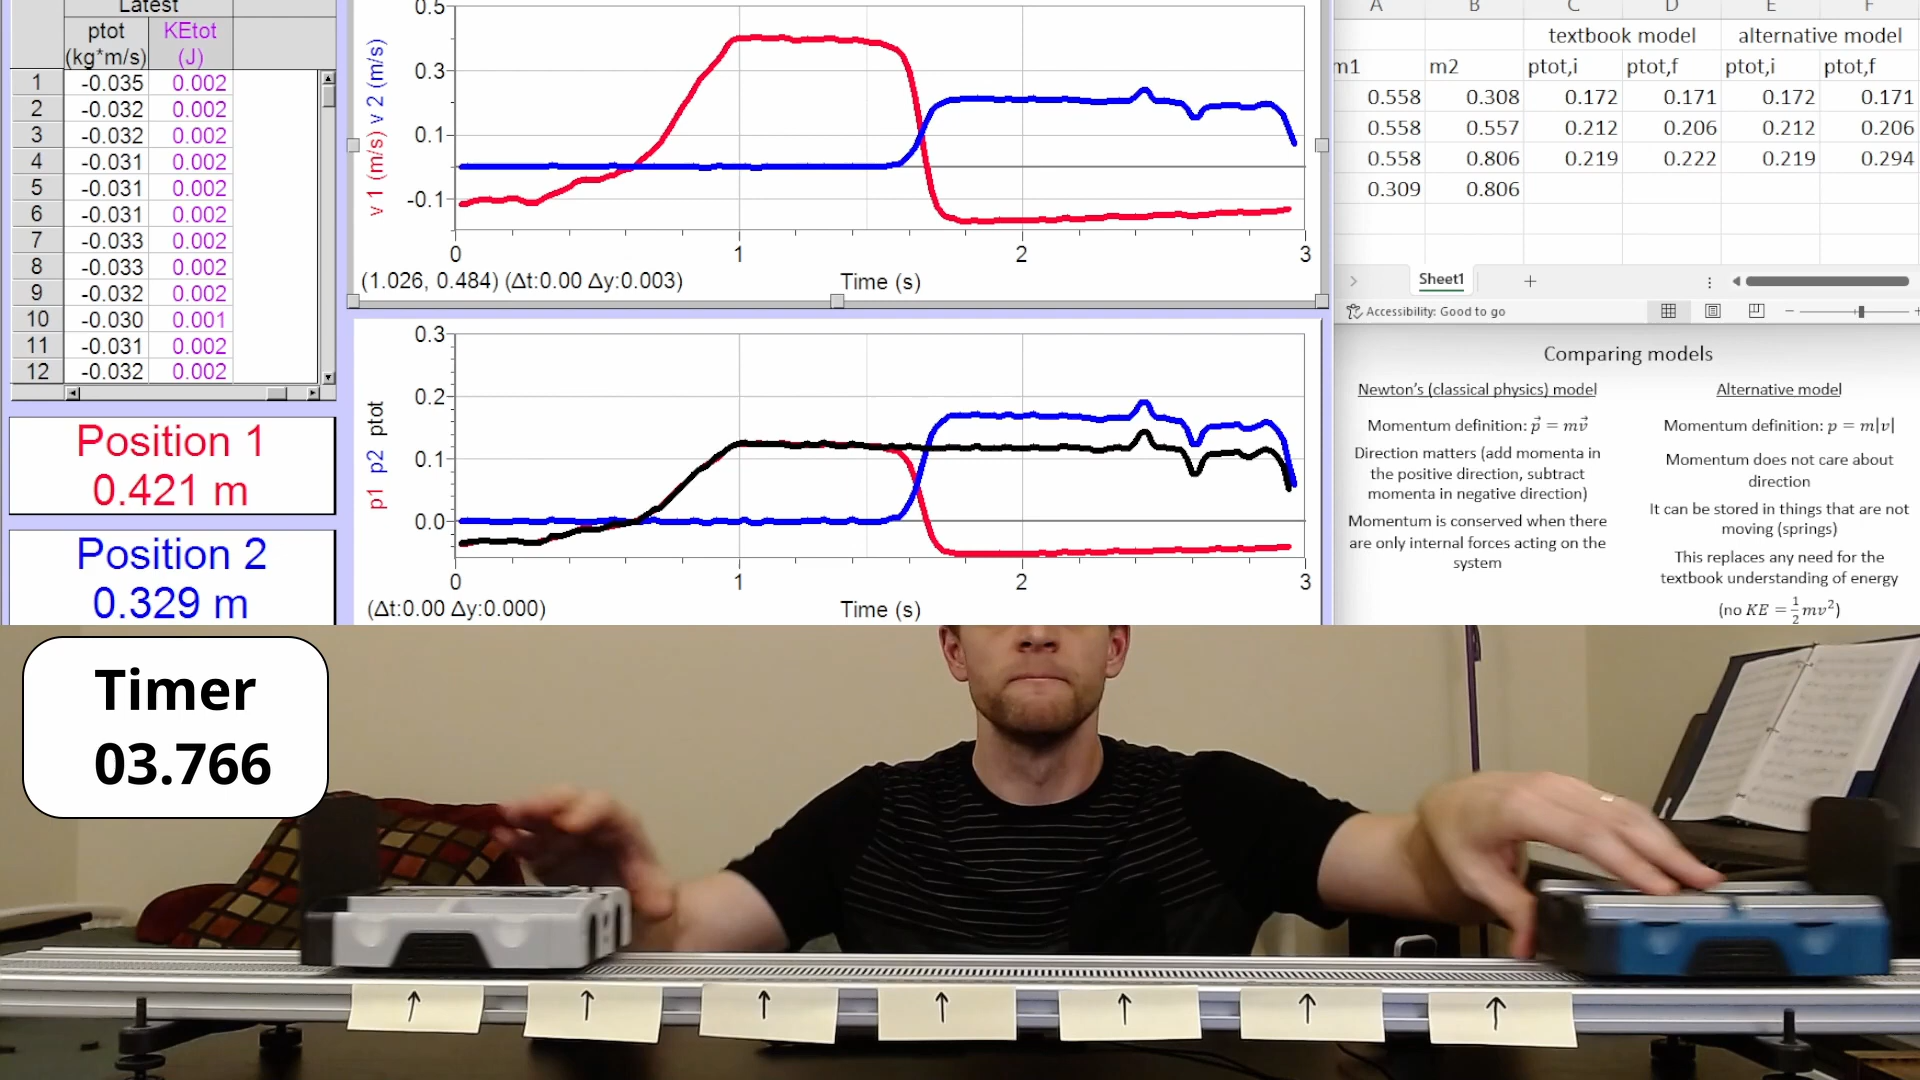 Latest
ptot
KEtot
(kg*m/s)
(J)
1 -0.035 0.002
2 -0.032 0.002
3 -0.032 0.002
4 -0.031 0.002
5 -0.031 0.002
6 -0.031 0.002
7 -0.033 0.002
8 -0.033 0.002
9 -0.032 0.002
10 -0.030 0.001
11 -0.031 0.002
12 -0.032 0.002
Position 1
0.421 m
Position 2
0.329 m
v 1 (m/s) v 2 (m/s)
0.5
0.3
0.1
-0.1
0 1 2 3
(1.026, 0.484) (Δt:0.00 Δy:0.003)
Time (s)
p1 p2 ptot
0.3
0.2
0.1
0.0
0 1 2 3
(Δt:0.00 Δy:0.000)
Time (s)
A B C D E F
textbook model alternative model
m1 m2 ptot,i ptot,f ptot,i ptot,f
0.558 0.308 0.172 0.171 0.172 0.171
0.558 0.557 0.212 0.206 0.212 0.206
0.558 0.806 0.219 0.222 0.219 0.294
0.309 0.806
Sheet1
Accessibility: Good to go
Comparing models
Newton's (classical physics) model
Momentum definition: p⃗ = mv⃗
Direction matters (add momenta in
the positive direction, subtract
momenta in negative direction)
Momentum is conserved when there
are only internal forces acting on the
system
Alternative model
Momentum definition: p = m|v|
Momentum does not care about
direction
It can be stored in things that are not
moving (springs)
This replaces any need for the
textbook understanding of energy
(no KE = ½mv²)
Timer
03.766